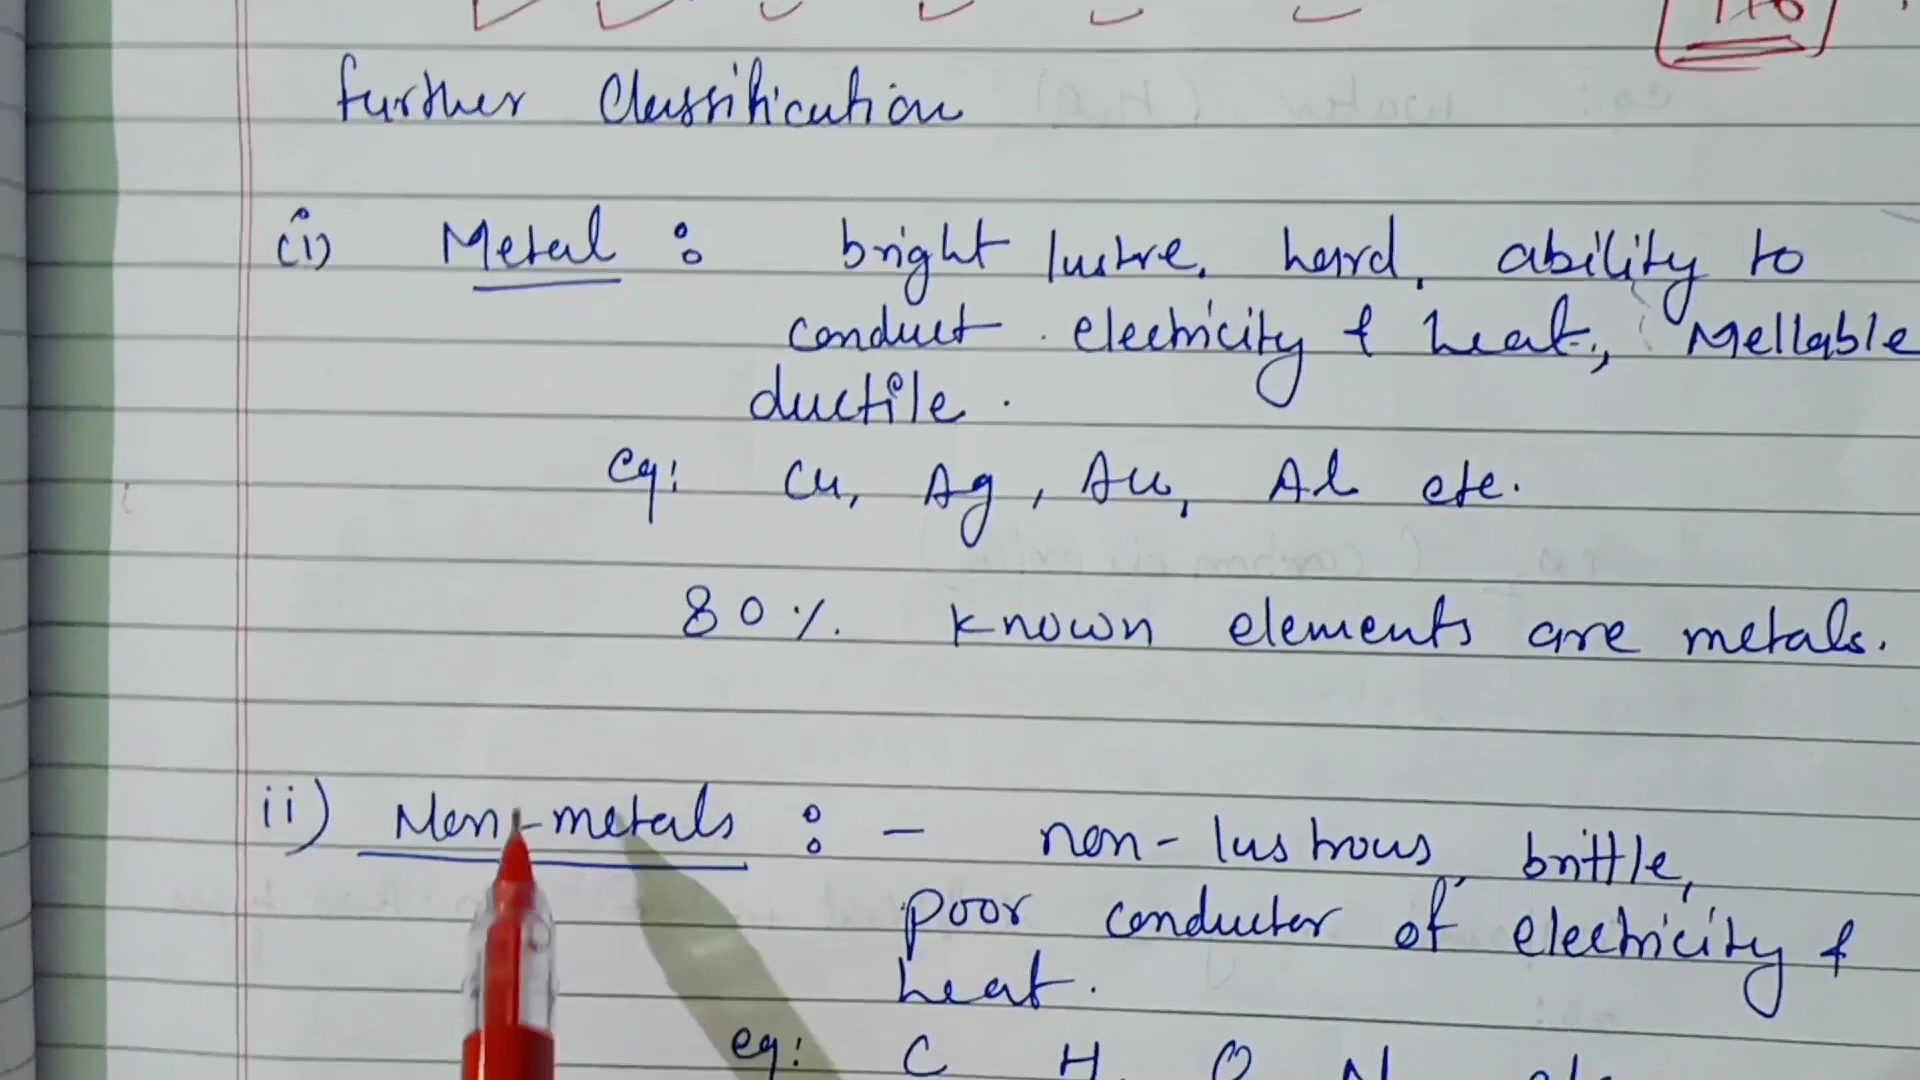 further Classification
(i) Metal : bright lustre, hard, ability to
conduct electricity & heat, Mellable
ductile.
eg: Cu, Ag, Au, Al etc.
80% known elements are metals.
ii) Non-metals : - non-lustrous, brittle,
poor conductor of electricity &
heat.
eg: C H, O N etc